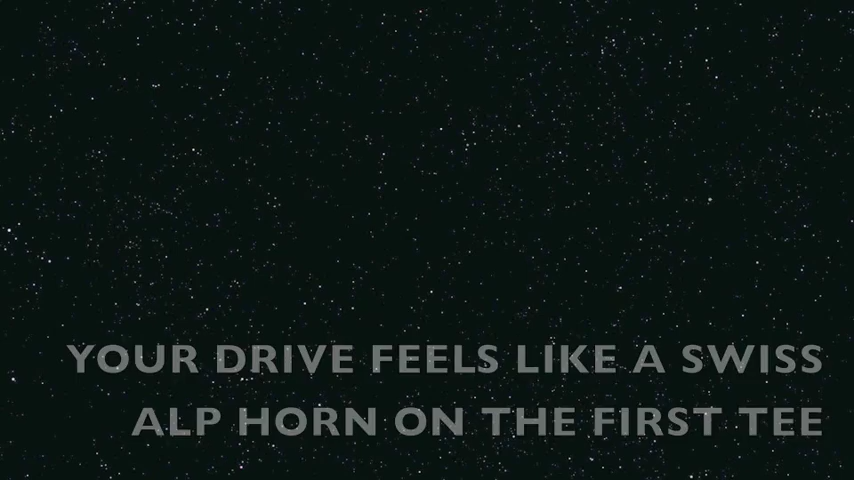 YOUR DRIVE FEELS LIKE A SWISS
ALP HORN ON THE FIRST TEE